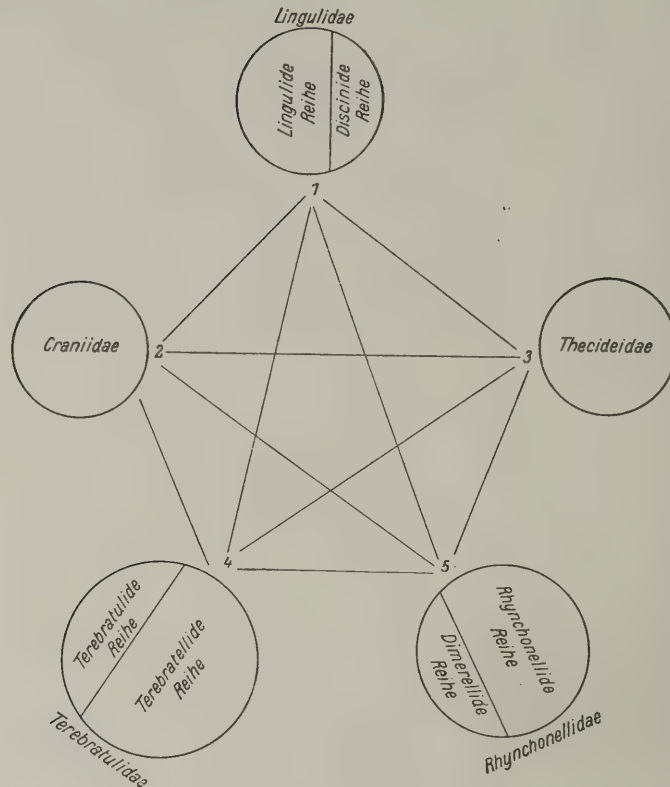 Lingulidae
Lingulide
Reihe
Discinide
Reihe
1
Craniidae
2
3
Thecideidae
4
5
Terebratulide
Reihe
Terebratellide
Reihe
Terebratulidae
Rhynchonellide
Reihe
Dimerellide
Reihe
Rhynchonellidae